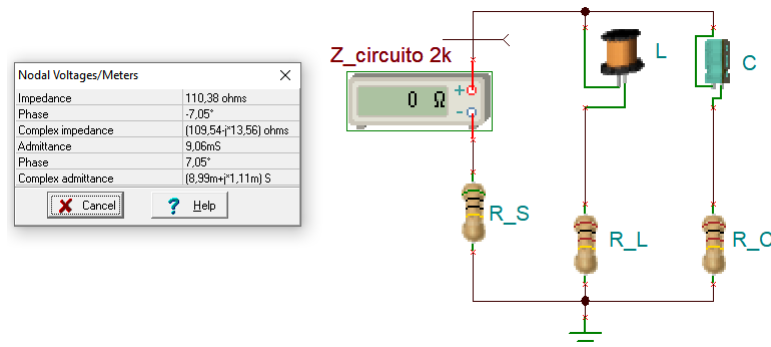 Nodal Voltages/Meters
Impedance 110,38 ohms
Phase -7,05°
Complex impedance (109,54-j*13,56) ohms
Admittance 9,06mS
Phase 7,05°
Complex admittance (8,99m+j*1,11m) S
Cancel
? Help
Z_circuito 2k
0 Ω
+
-
L
C
R_S
R_L
R_C